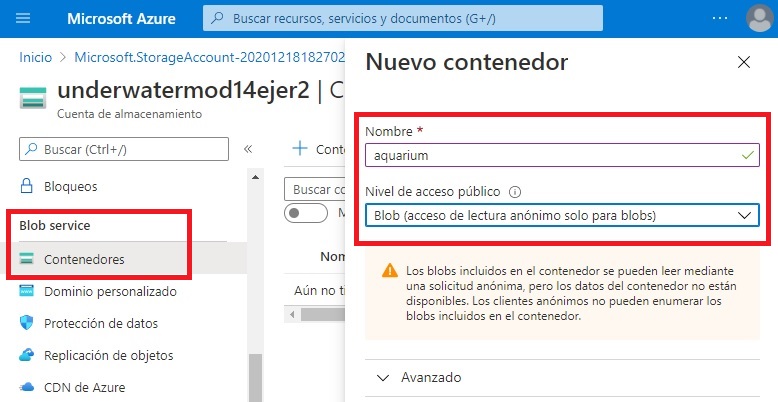 Microsoft Azure
Buscar recursos, servicios y documentos (G+/)
Inicio > Microsoft.StorageAccount-20201218182702
underwatermod14ejer2 | C
Cuenta de almacenamiento
Buscar (Ctrl+/)
Bloqueos
Blob service
Contenedores
Dominio personalizado
Protección de datos
Replicación de objetos
CDN de Azure
+ Conte
Buscar co
M
Nom
Aún no ti
Nuevo contenedor
Nombre *
aquarium
Nivel de acceso público
Blob (acceso de lectura anónimo solo para blobs)
Los blobs incluidos en el contenedor se pueden leer mediante
una solicitud anónima, pero los datos del contenedor no están
disponibles. Los clientes anónimos no pueden enumerar los
blobs incluidos en el contenedor.
Avanzado